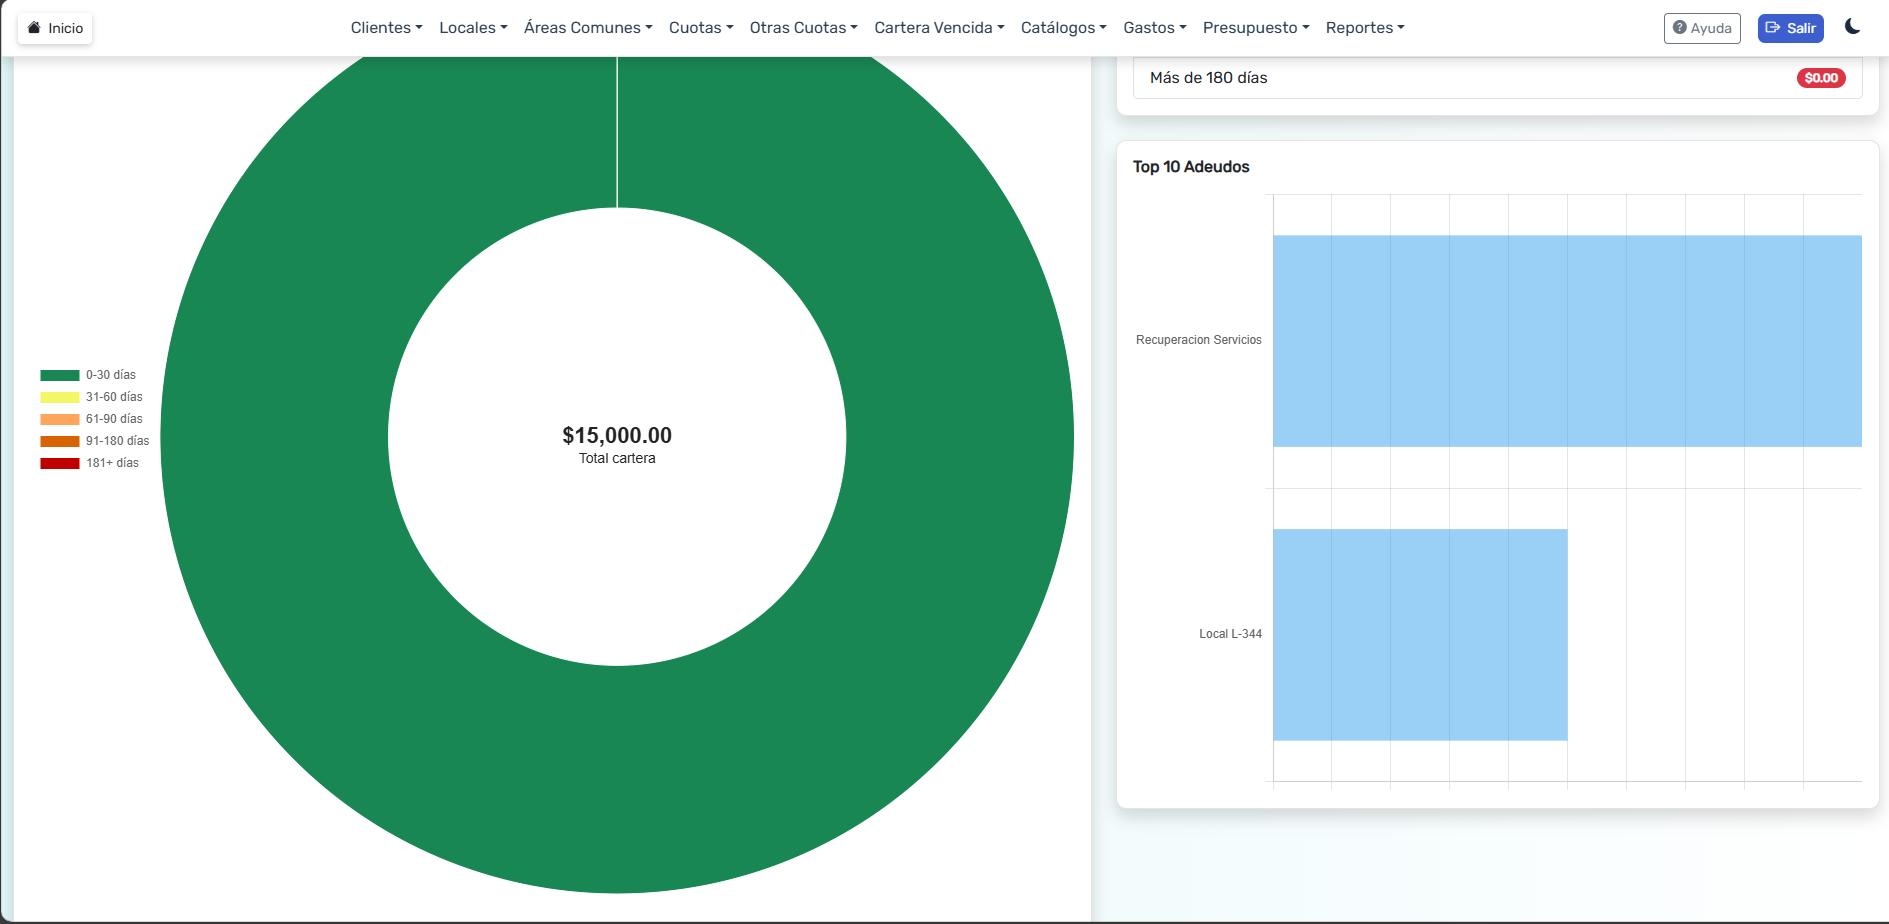 Inicio
Clientes
Locales
Áreas Comunes
Cuotas
Otras Cuotas
Cartera Vencida
Catálogos
Gastos
Presupuesto
Reportes
Ayuda
Salir
Más de 180 días
$0.00
0-30 días
31-60 días
61-90 días
91-180 días
181+ días
$15,000.00
Total cartera
Top 10 Adeudos
Recuperacion Servicios
Local L-344